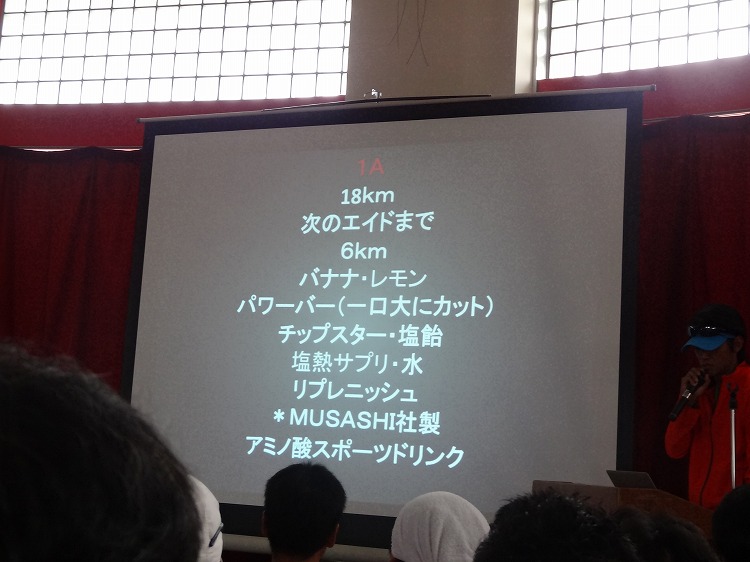 1A
18km
次のエイドまで
6km
バナナ・レモン
パワーバー(一口大にカット)
チップスター・塩飴
塩熱サプリ・水
リプレニッシュ
＊MUSASHI社製
アミノ酸スポーツドリンク